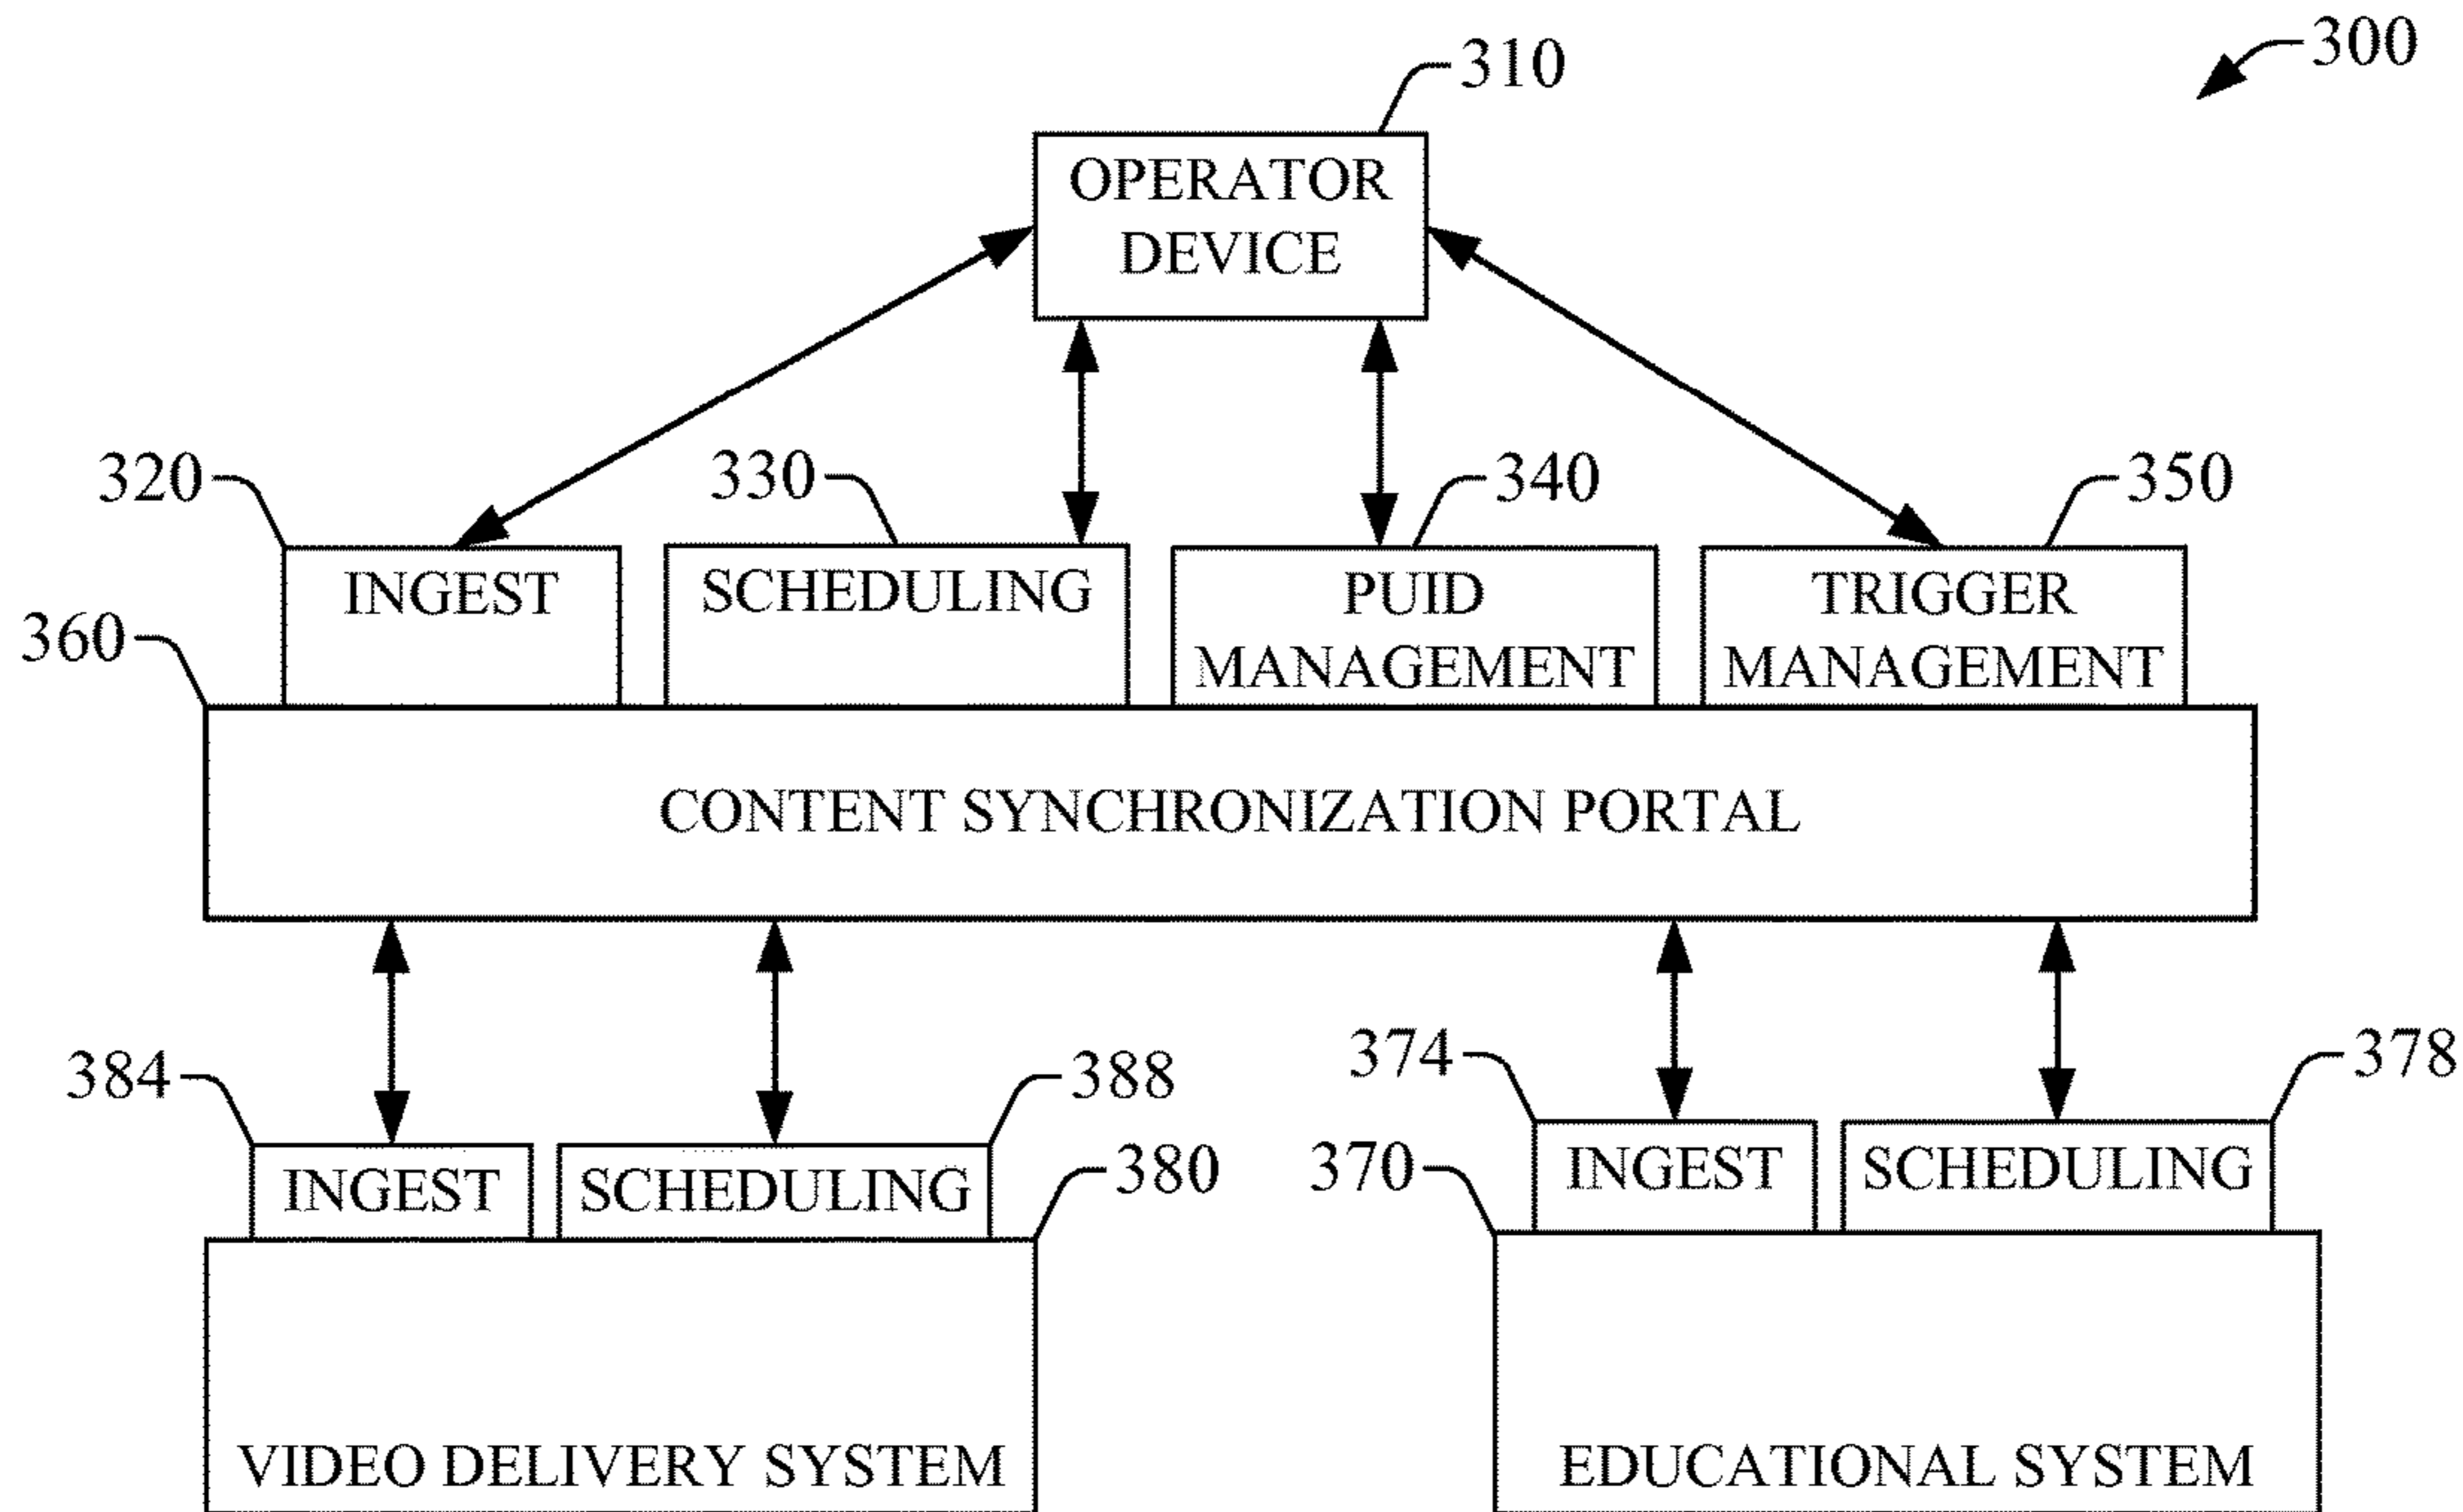 300
310
OPERATOR
DEVICE
320
330
340
350
INGEST
SCHEDULING
PUID
MANAGEMENT
TRIGGER
MANAGEMENT
360
CONTENT SYNCHRONIZATION PORTAL
384
388
374
378
INGEST
SCHEDULING
380
370
INGEST
SCHEDULING
VIDEO DELIVERY SYSTEM
EDUCATIONAL SYSTEM